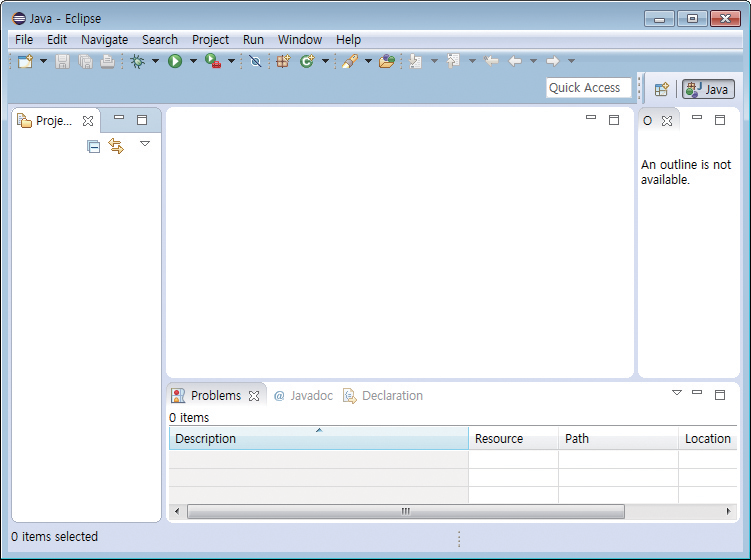 Java - Eclipse
File Edit Navigate Search Project Run Window Help
Quick Access
Java
Proje...
O
An outline is not
available.
Problems @ Javadoc Declaration
0 items
Description Resource Path Location
0 items selected